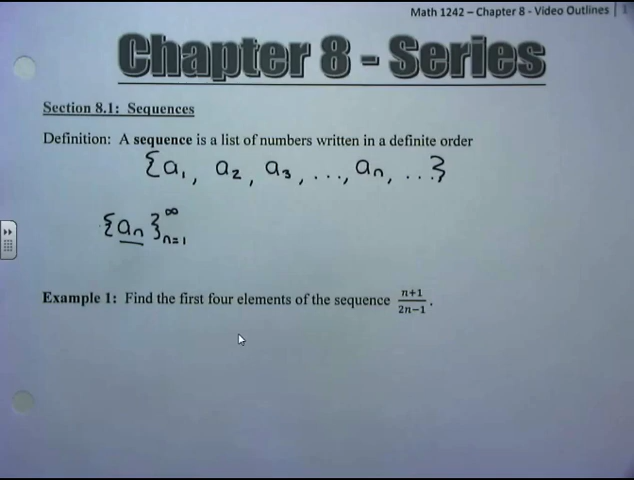 Math 1242 – Chapter 8 - Video Outlines | 1
Chapter 8 - Series
Section 8.1: Sequences
Definition: A sequence is a list of numbers written in a definite order
{a₁, a₂, a₃, ..., aₙ, ...}
{aₙ}ₙ₌₁^∞
Example 1: Find the first four elements of the sequence (n+1)/(2n−1).